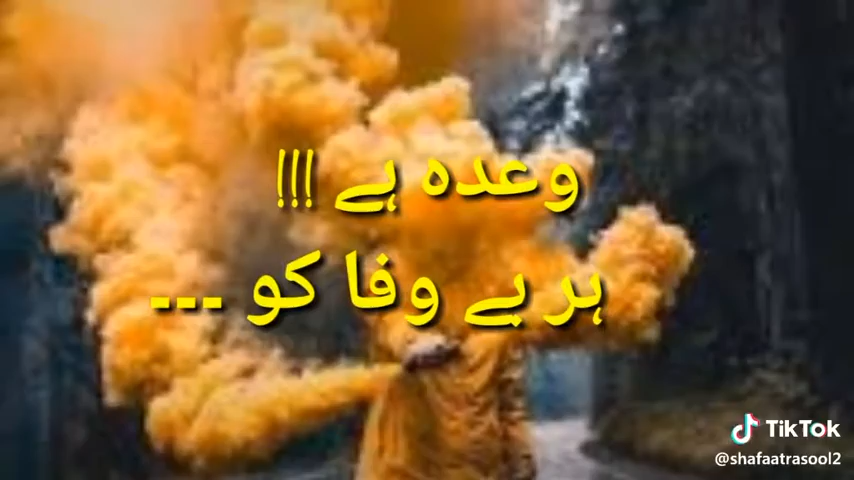 وعدہ ہے !!!
ہر بے وفا کو ---
TikTok
@shafaatrasool2